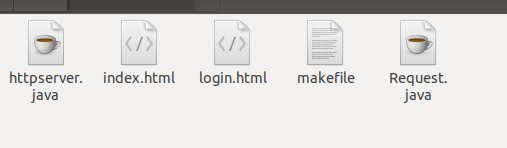 httpserver.
java
index.html
login.html
makefile
Request.
java